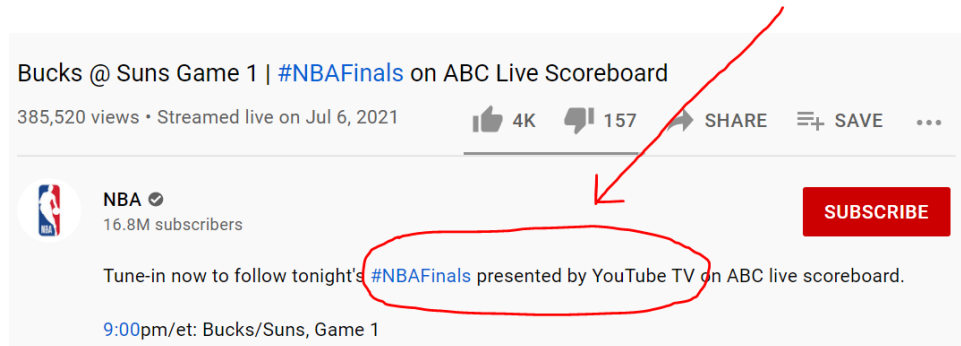 Bucks @ Suns Game 1 | #NBAFinals on ABC Live Scoreboard
385,520 views • Streamed live on Jul 6, 2021
4K 157 SHARE SAVE
NBA
NBA
16.8M subscribers
SUBSCRIBE
Tune-in now to follow tonight's #NBAFinals presented by YouTube TV on ABC live scoreboard.
9:00pm/et: Bucks/Suns, Game 1